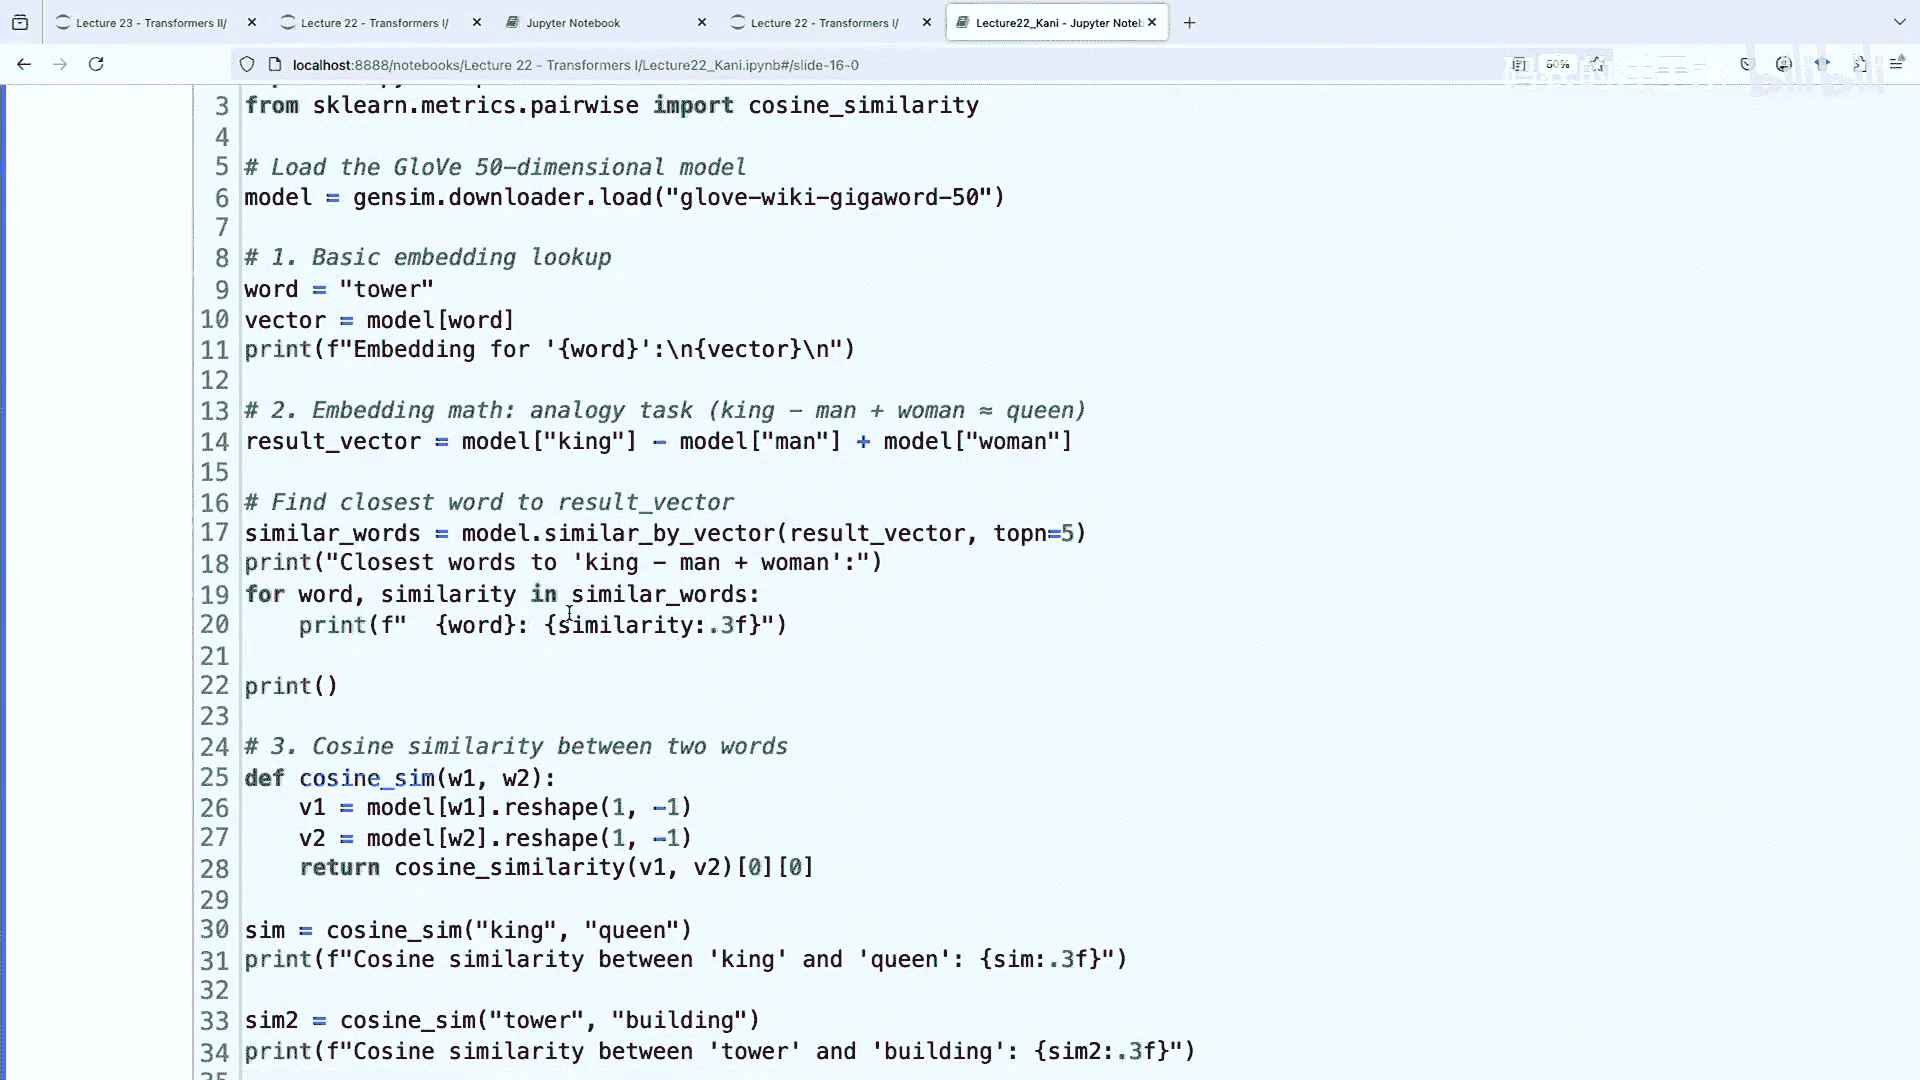 Lecture 23 - Transformers II/
Lecture 22 - Transformers I/
Jupyter Notebook
Lecture 22 - Transformers I/
Lecture22_Kani - Jupyter Noteb
localhost:8888/notebooks/Lecture 22 - Transformers I/Lecture22_Kani.ipynb#/slide-16-0
50%
bilibili
3 from sklearn.metrics.pairwise import cosine_similarity
4
5 # Load the GloVe 50-dimensional model
6 model = gensim.downloader.load("glove-wiki-gigaword-50")
7
8 # 1. Basic embedding lookup
9 word = "tower"
10 vector = model[word]
11 print(f"Embedding for '{word}':\n{vector}\n")
12
13 # 2. Embedding math: analogy task (king - man + woman ≈ queen)
14 result_vector = model["king"] - model["man"] + model["woman"]
15
16 # Find closest word to result_vector
17 similar_words = model.similar_by_vector(result_vector, topn=5)
18 print("Closest words to 'king - man + woman':")
19 for word, similarity in similar_words:
20     print(f"  {word}: {similarity:.3f}")
21
22 print()
23
24 # 3. Cosine similarity between two words
25 def cosine_sim(w1, w2):
26     v1 = model[w1].reshape(1, -1)
27     v2 = model[w2].reshape(1, -1)
28     return cosine_similarity(v1, v2)[0][0]
29
30 sim = cosine_sim("king", "queen")
31 print(f"Cosine similarity between 'king' and 'queen': {sim:.3f}")
32
33 sim2 = cosine_sim("tower", "building")
34 print(f"Cosine similarity between 'tower' and 'building': {sim2:.3f}")